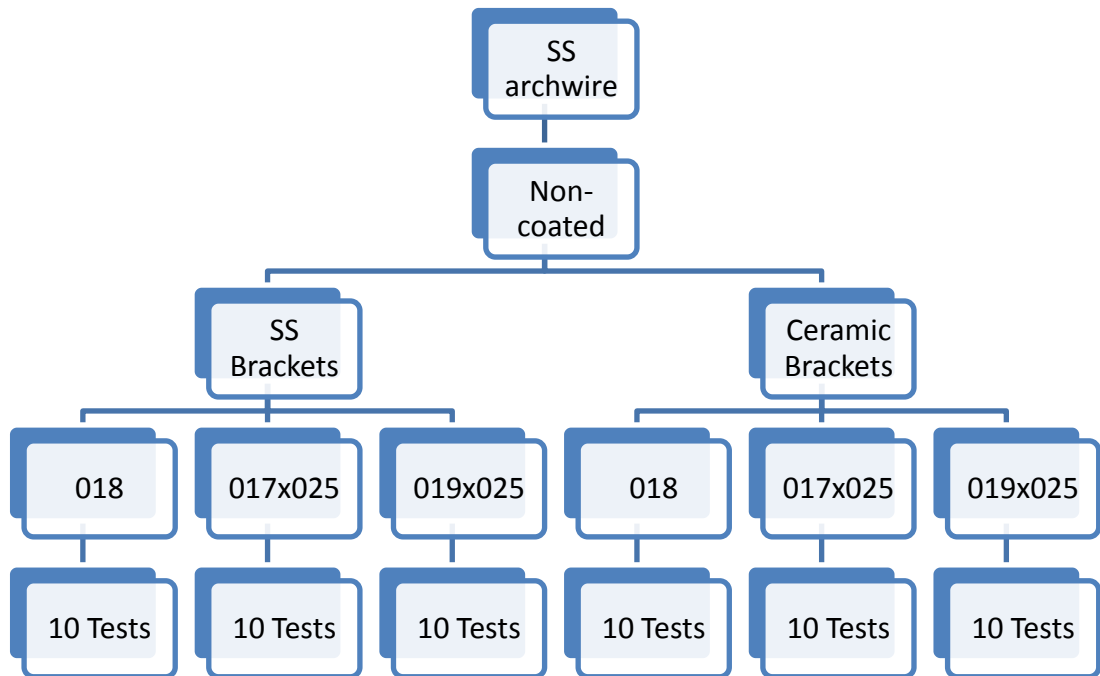 SS
archwire
Non-
coated
SS
Brackets
Ceramic
Brackets
018
017x025
019x025
018
017x025
019x025
10 Tests
10 Tests
10 Tests
10 Tests
10 Tests
10 Tests